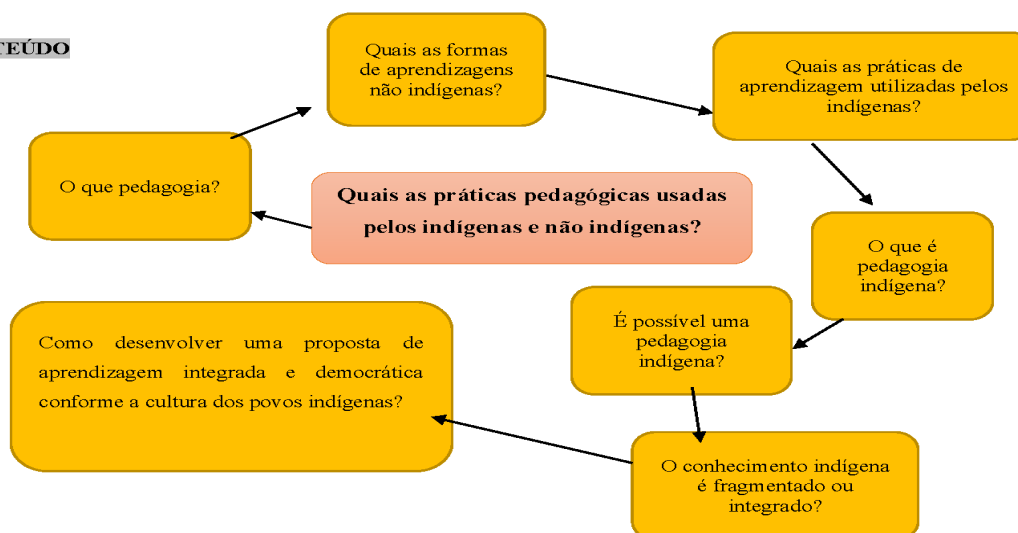 TEÚDO
Quais as formas
de aprendizagens
não indígenas?
Quais as práticas de
aprendizagem utilizadas pelos
indígenas?
O que pedagogia?
Quais as práticas pedagógicas usadas
pelos indígenas e não indígenas?
O que é
pedagogia
indígena?
É possível uma
pedagogia
indígena?
Como desenvolver uma proposta de
aprendizagem integrada e democrática
conforme a cultura dos povos indígenas?
O conhecimento indígena
é fragmentado ou
integrado?